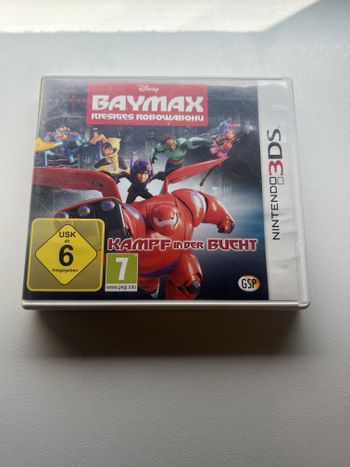 Disney
BAYMAX
RIESIGES ROBOWABOHU
NINTENDO 3DS
KAMPF IN DER BUCHT
USK
ab
6
freigegeben
7
www.pegi.info
GSP